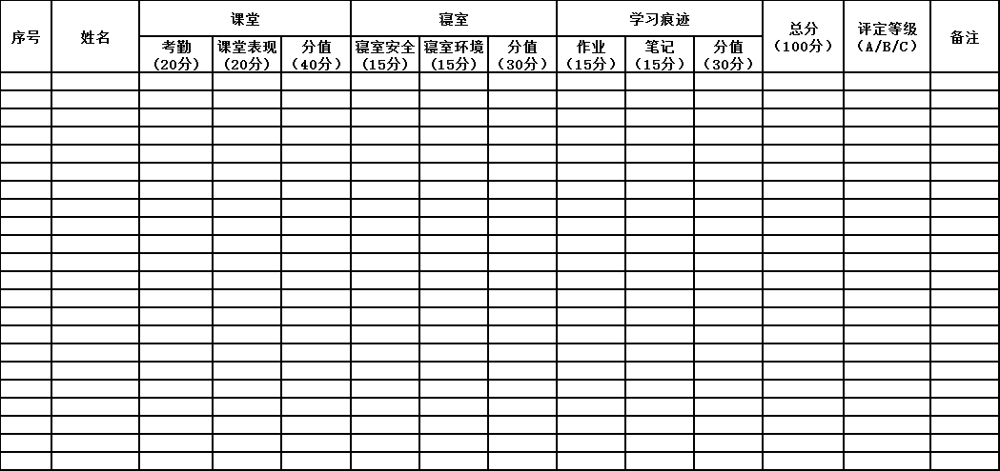 序号
姓名
课堂
寝室
学习痕迹
总分
（100分）
评定等级
（A/B/C）
备注
考勤
(20分)
课堂表现
(20分)
分值
（40分）
寝室安全
(15分)
寝室环境
(15分)
分值
（30分）
作业
（15分）
笔记
（15分）
分值
（30分）